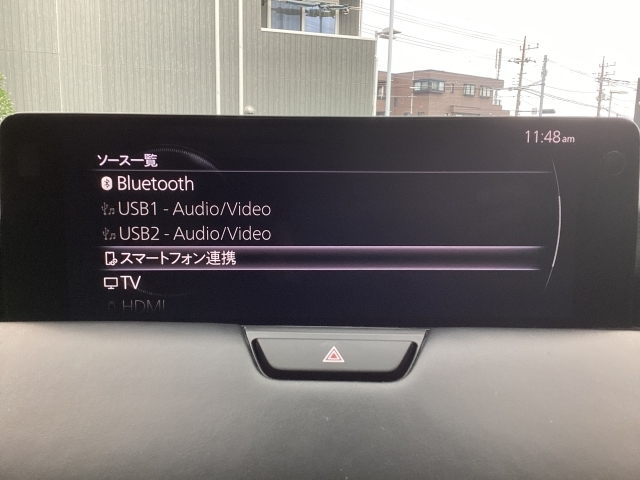 11:48am
ソース一覧
Bluetooth
USB1 - Audio/Video
USB2 - Audio/Video
スマートフォン連携
TV
HDMI